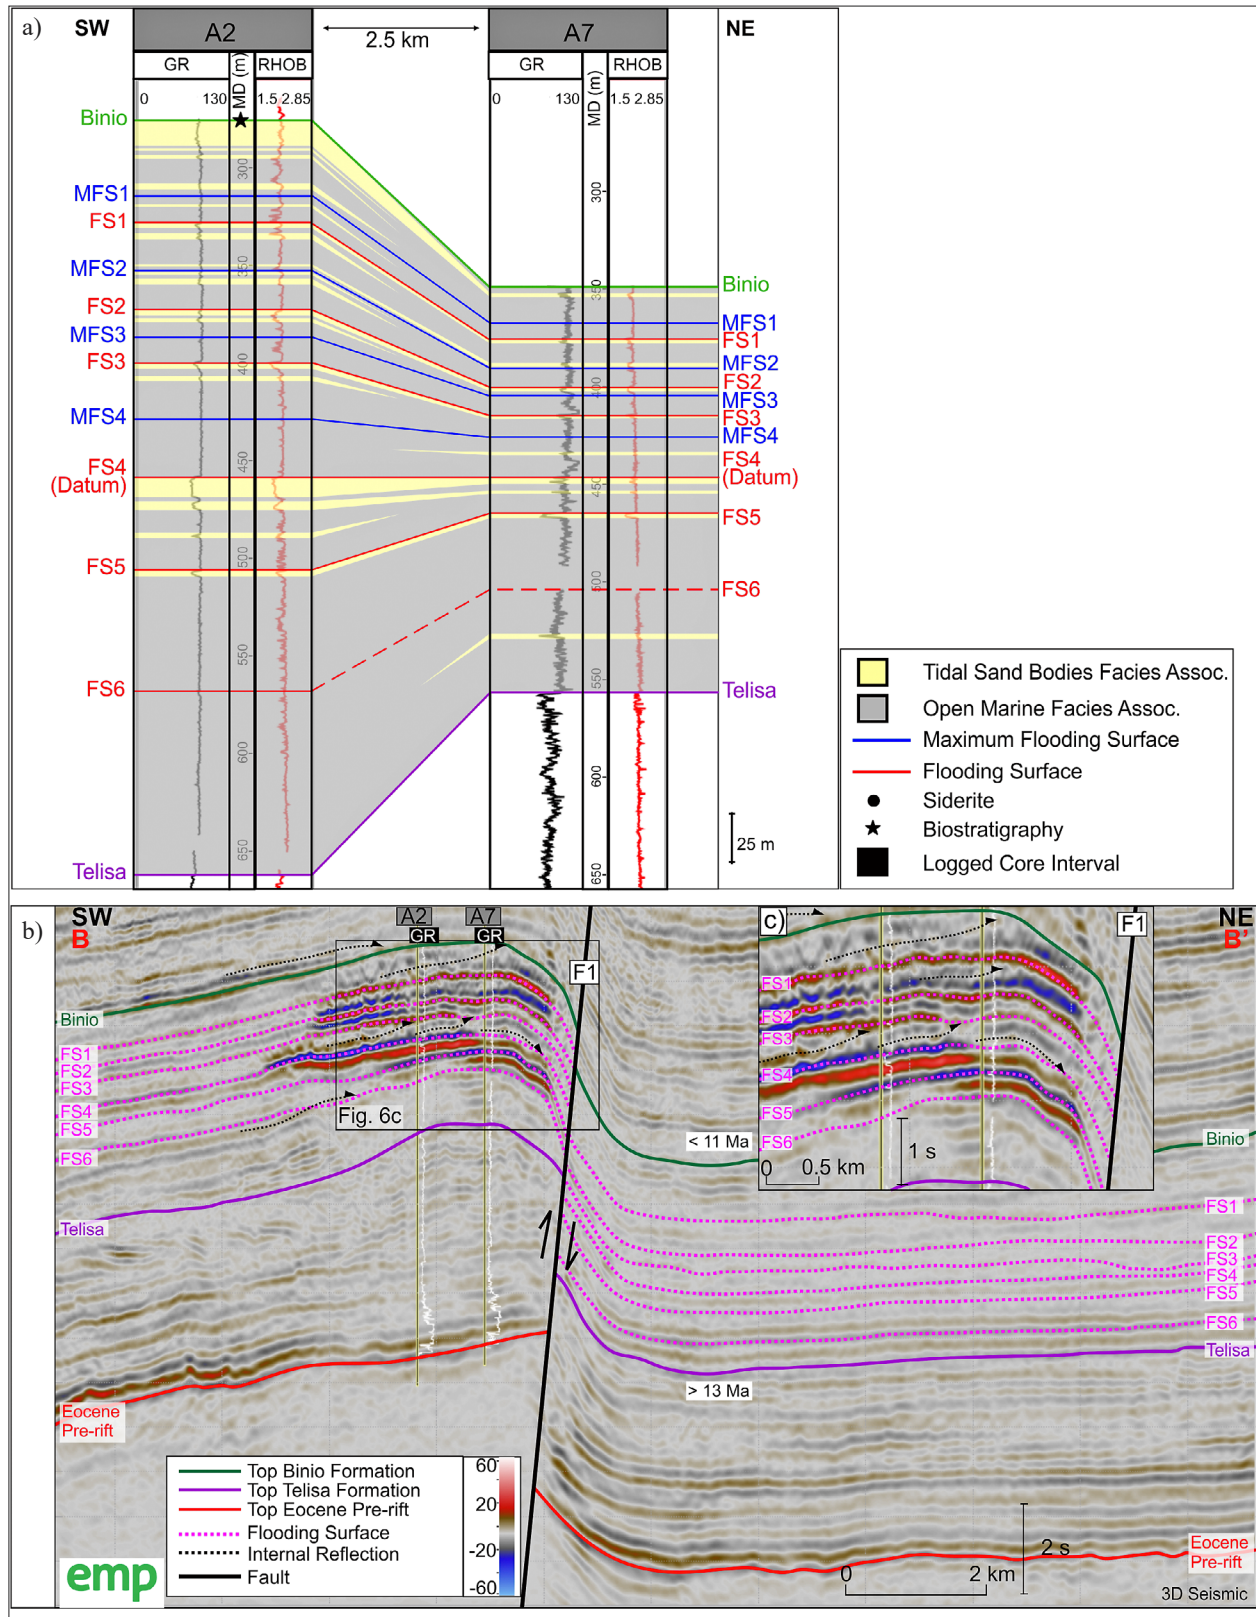 a)
SW
A2
2.5 km
A7
NE
GR
MD (m)
RHOB
GR
MD (m)
RHOB
0
130
1.5
2.85
0
130
1.5
2.85
Binio
MFS1
FS1
MFS2
FS2
MFS3
FS3
MFS4
FS4
(Datum)
FS5
FS6
Telisa
300
350
400
450
500
550
600
650
300
350
400
450
500
550
600
650
Binio
MFS1
FS1
MFS2
FS2
MFS3
FS3
MFS4
FS4
(Datum)
FS5
FS6
Telisa
25 m
Tidal Sand Bodies Facies Assoc.
Open Marine Facies Assoc.
Maximum Flooding Surface
Flooding Surface
Siderite
Biostratigraphy
Logged Core Interval
b)
SW
B
A2
A7
GR
GR
F1
Fig. 6c
Binio
FS1
FS2
FS3
FS4
FS5
FS6
Telisa
Eocene
Pre-rift
< 11 Ma
> 13 Ma
c)
F1
NE
B'
FS1
FS2
FS3
FS4
FS5
FS6
0
0.5 km
1 s
Binio
FS1
FS2
FS3
FS4
FS5
FS6
Telisa
Eocene
Pre-rift
Top Binio Formation
Top Telisa Formation
Top Eocene Pre-rift
Flooding Surface
Internal Reflection
Fault
60
20
-20
-60
emp
2 s
0
2 km
3D Seismic